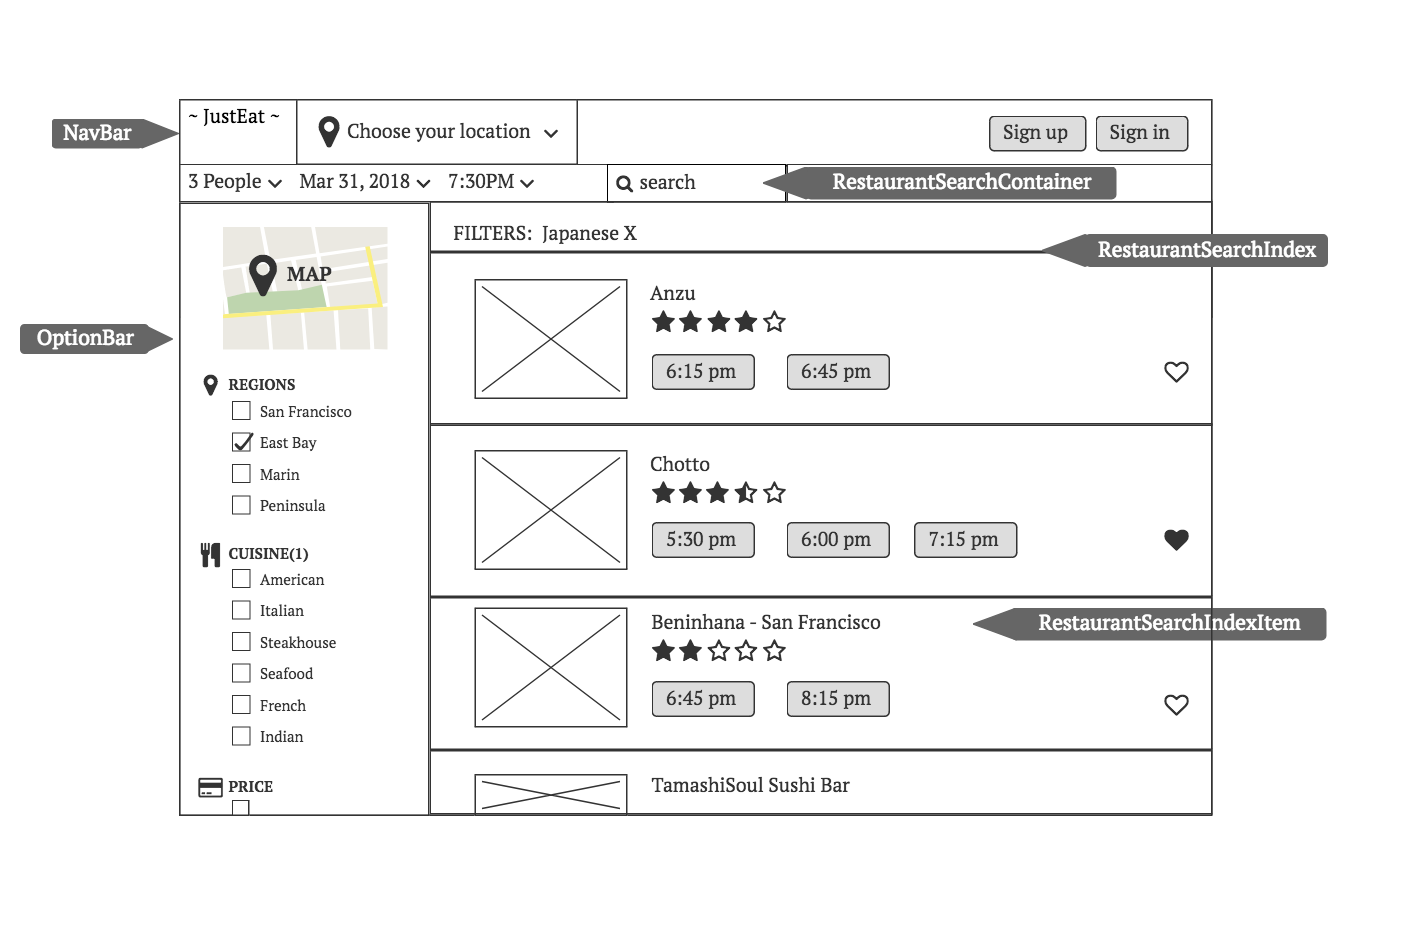 ~ JustEat ~
Choose your location
Sign up
Sign in
NavBar
3 People
Mar 31, 2018
7:30PM
search
RestaurantSearchContainer
FILTERS: Japanese X
RestaurantSearchIndex
MAP
OptionBar
REGIONS
San Francisco
East Bay
Marin
Peninsula
CUISINE(1)
American
Italian
Steakhouse
Seafood
French
Indian
PRICE
Anzu
6:15 pm
6:45 pm
Chotto
5:30 pm
6:00 pm
7:15 pm
Beninhana - San Francisco
RestaurantSearchIndexItem
6:45 pm
8:15 pm
TamashiSoul Sushi Bar